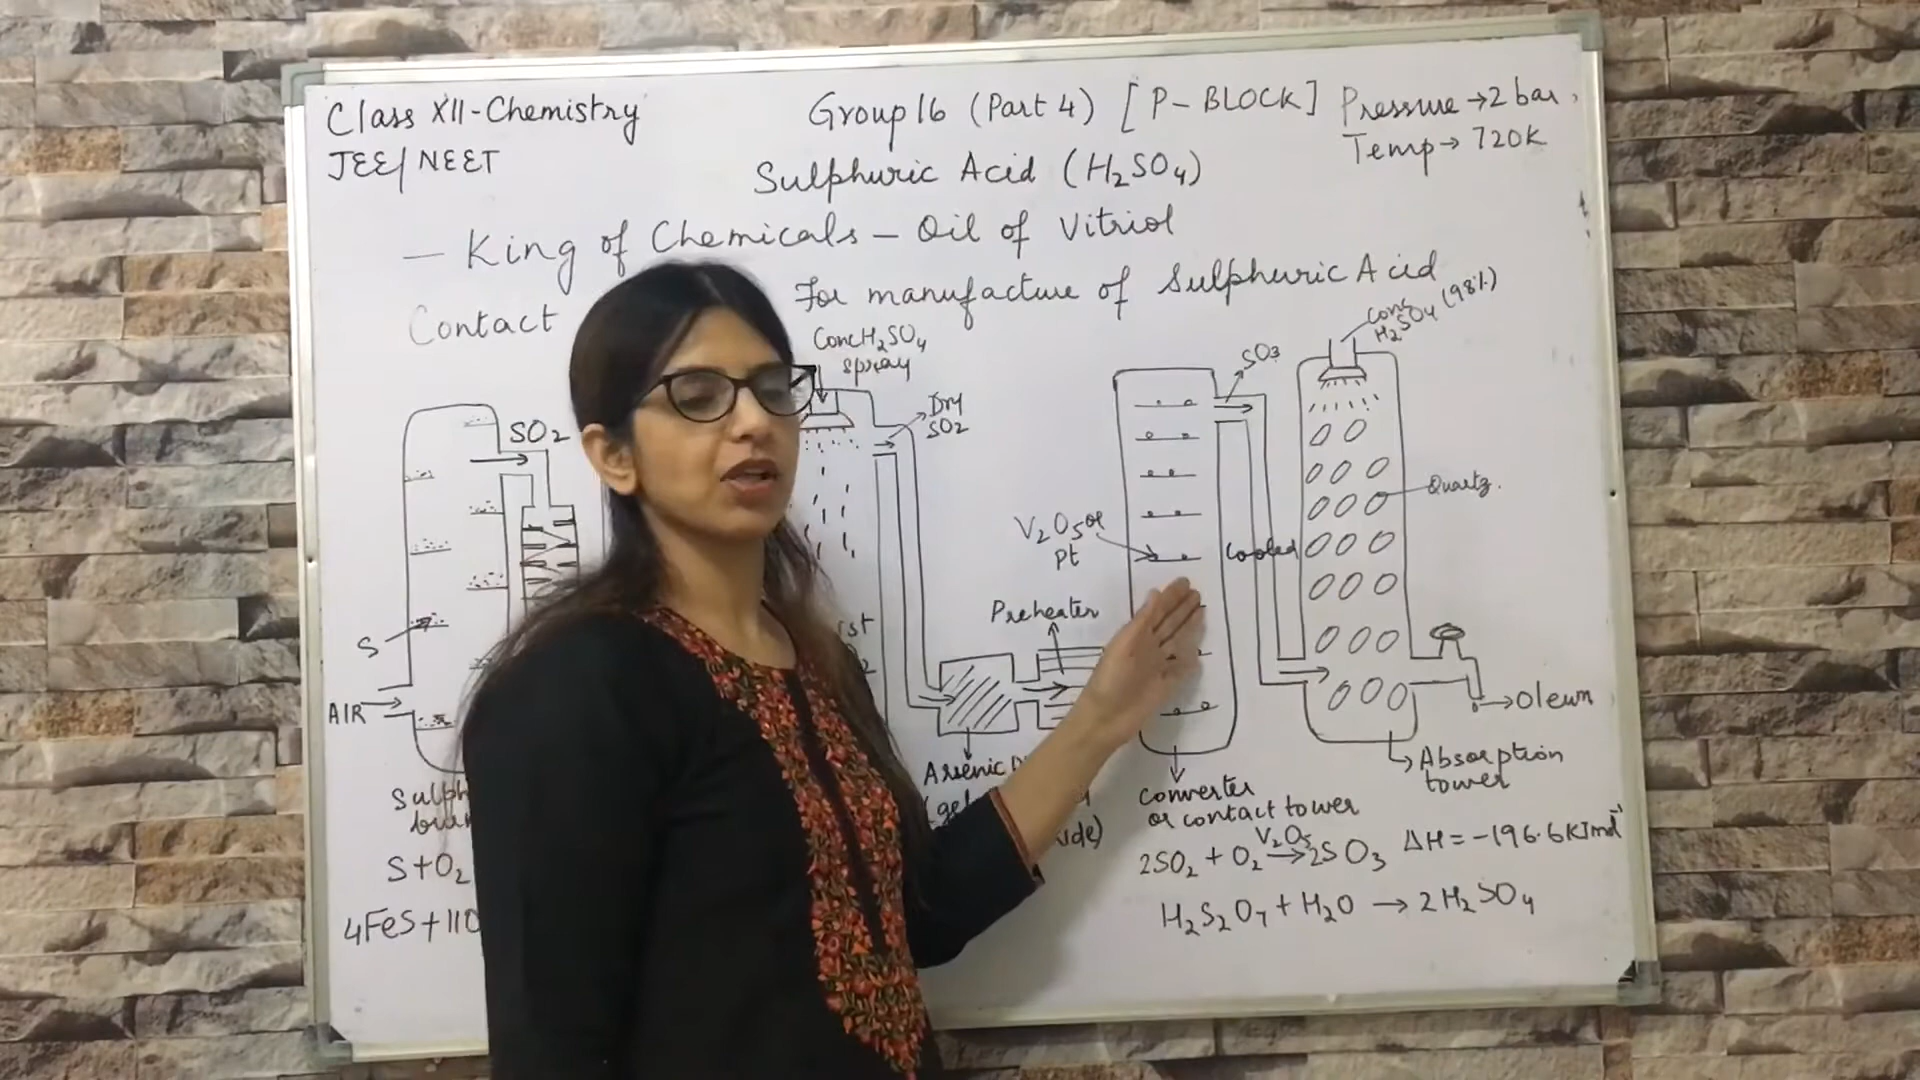 Class XII-Chemistry
JEE/NEET
Group 16 (Part 4) [P-BLOCK]
Pressure → 2 bar,
Temp → 720K
Sulphuric Acid (H₂SO₄)
— King of Chemicals – Oil of Vitriol
Contact
For manufacture of Sulphuric Acid
Conc H₂SO₄
spray
Dry
SO₂
SO₂
SO₃
Conc
H₂SO₄ (98%)
Quartz.
V₂O₅ or
Pt
Cooled
Preheater
S
AIR →
→ Oleum
Absorption
tower
Arsenic
Converter
or contact tower
2SO₂ + O₂ V₂O₅→ 2SO₃ ΔH = -196.6 kJ mol⁻¹
H₂S₂O₇ + H₂O → 2H₂SO₄
S + O₂
4FeS + 11O